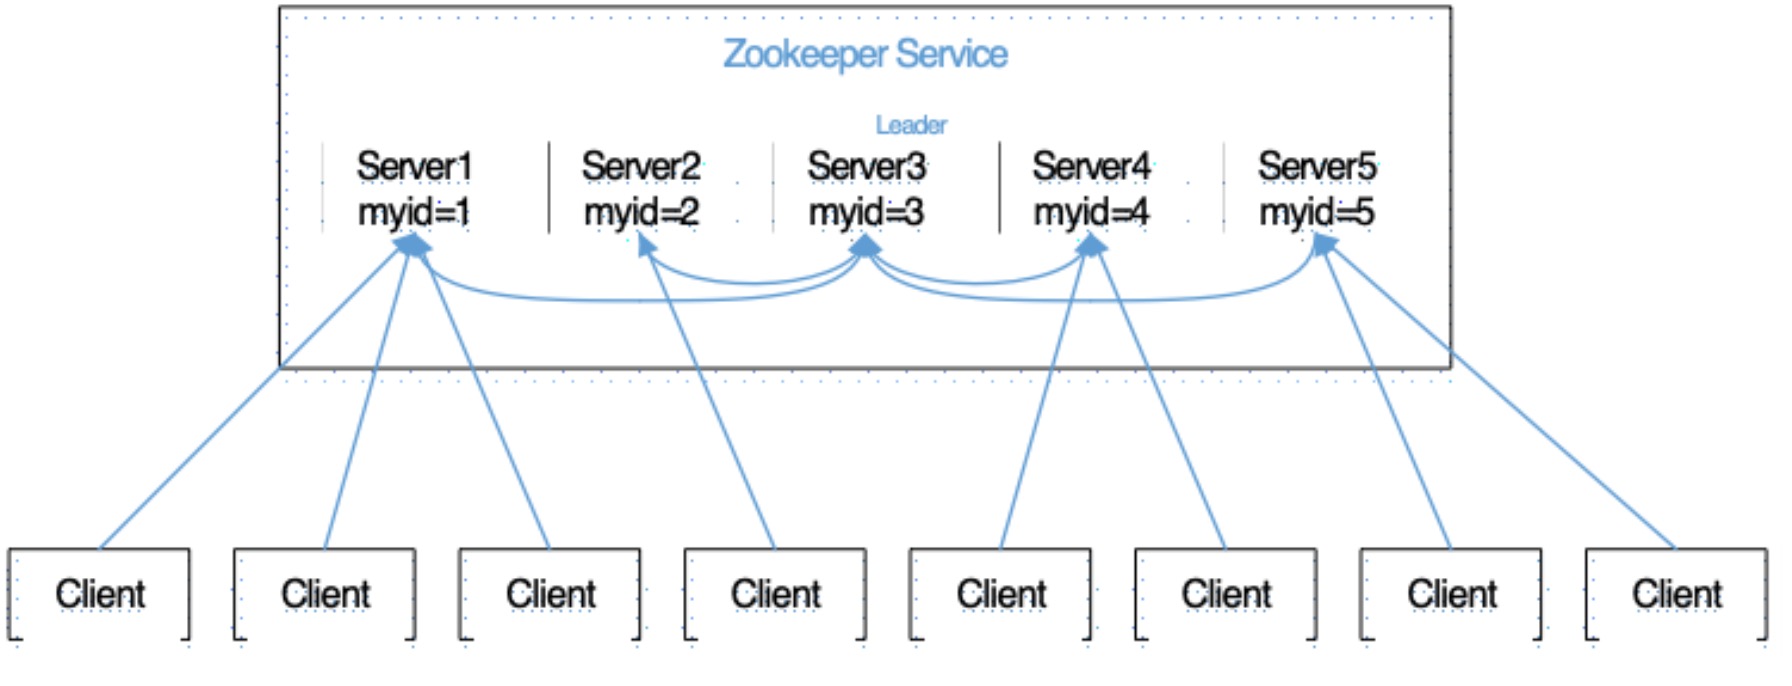 Zookeeper Service
Leader
Server1
myid=1
Server2
myid=2
Server3
myid=3
Server4
myid=4
Server5
myid=5
Client
Client
Client
Client
Client
Client
Client
Client